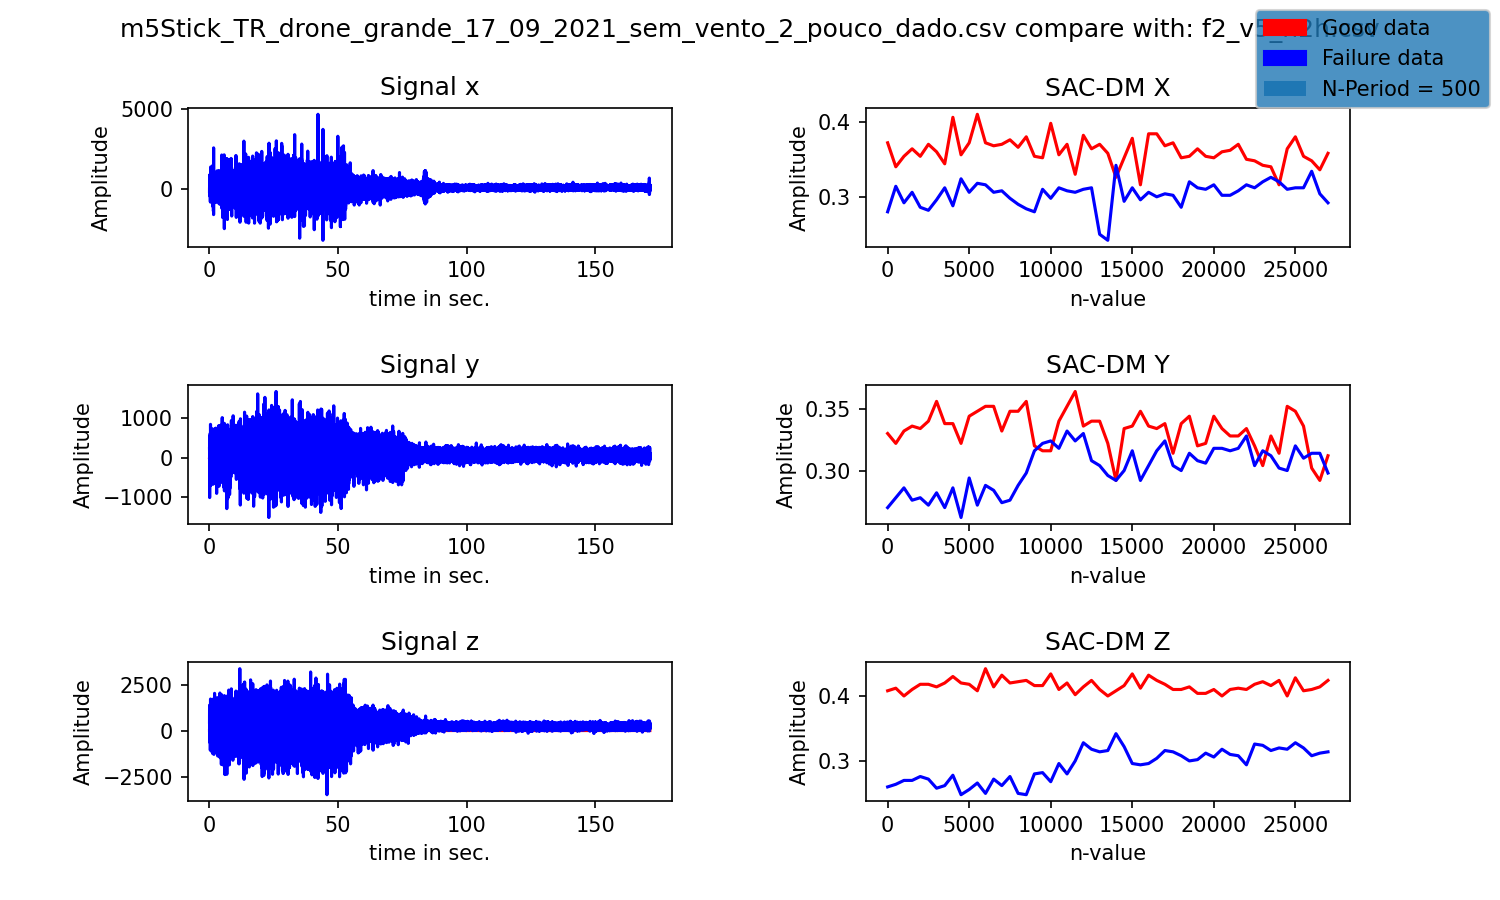 m5Stick_TR_drone_grande_17_09_2021_sem_vento_2_pouco_dado.csv compare with:
Good data
Failure data
N-Period = 500
Signal x
5000
0
Amplitude
0 50 100 150
time in sec.
SAC-DM X
0.4
0.3
Amplitude
0 5000 10000 15000 20000 25000
n-value
Signal y
1000
0
−1000
Amplitude
0 50 100 150
time in sec.
SAC-DM Y
0.35
0.30
Amplitude
0 5000 10000 15000 20000 25000
n-value
Signal z
2500
0
−2500
Amplitude
0 50 100 150
time in sec.
SAC-DM Z
0.4
0.3
Amplitude
0 5000 10000 15000 20000 25000
n-value